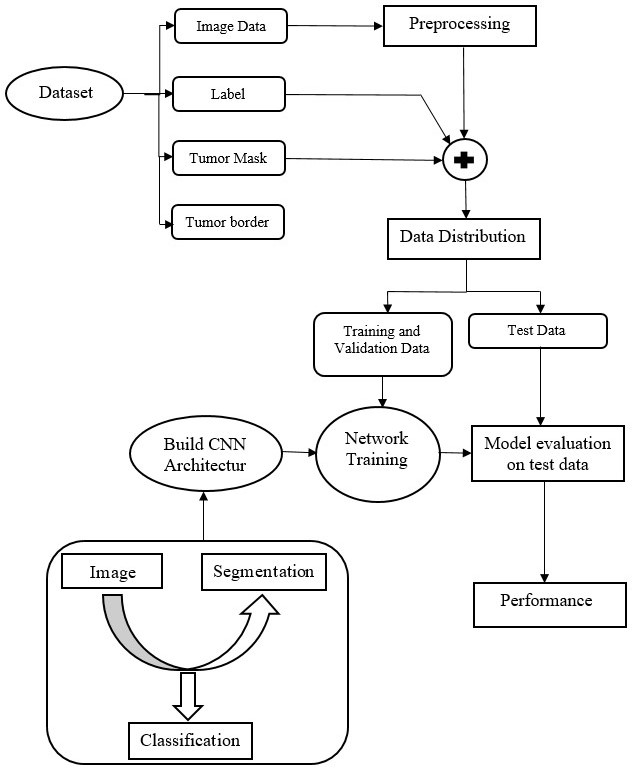 Image Data
Preprocessing
Dataset
Label
Tumor Mask
Tumor border
Data Distribution
Training and
Validation Data
Test Data
Build CNN
Architectur
Network
Training
Model evaluation
on test data
Image
Segmentation
Performance
Classification